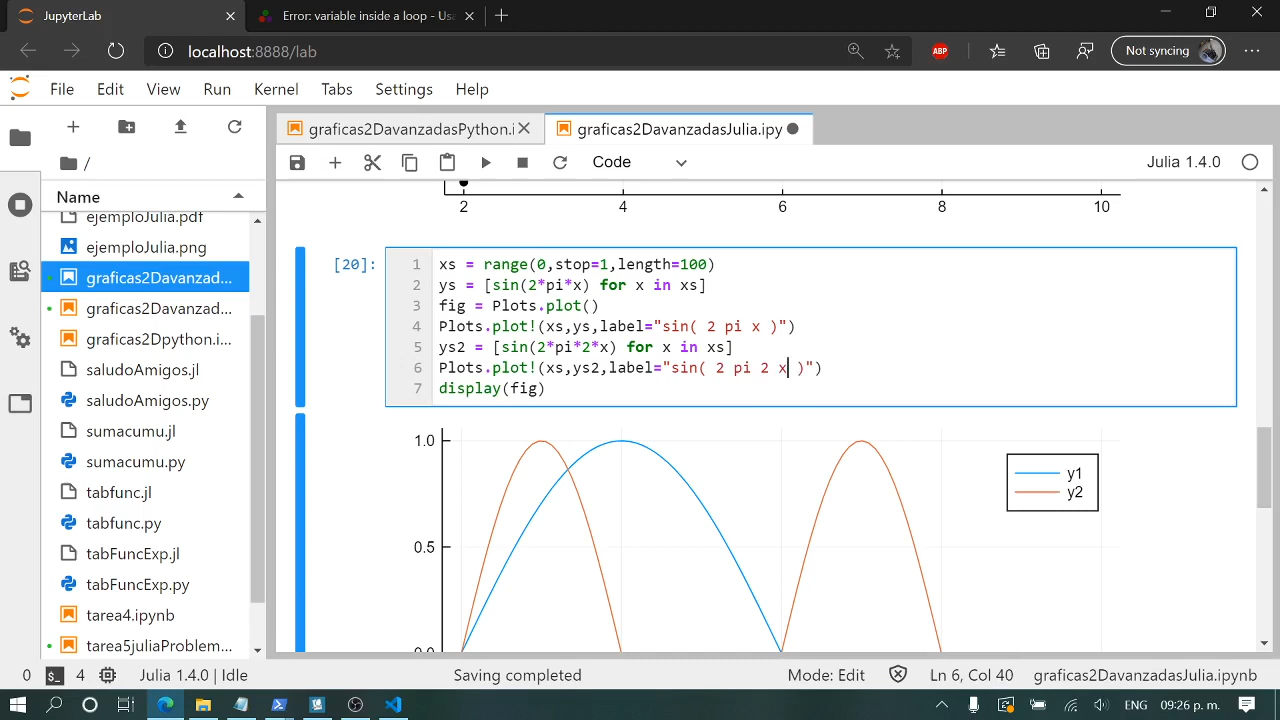 JupyterLab
Error: variable inside a loop - Usa
localhost:8888/lab
ABP
Not syncing
File Edit View Run Kernel Tabs Settings Help
graficas2DavanzadasPython.i
graficas2DavanzadasJulia.ipy
/
Code
Julia 1.4.0
Name
ejemploJulia.pdf
ejemploJulia.png
graficas2Davanzad...
graficas2Davanzad...
graficas2Dpython.i...
saludoAmigos.jl
saludoAmigos.py
sumacumu.jl
sumacumu.py
tabfunc.jl
tabfunc.py
tabFuncExp.jl
tabFuncExp.py
tarea4.ipynb
tarea5juliaProblem...
2 4 6 8 10
[20]:
1 xs = range(0,stop=1,length=100)
2 ys = [sin(2*pi*x) for x in xs]
3 fig = Plots.plot()
4 Plots.plot!(xs,ys,label="sin( 2 pi x )")
5 ys2 = [sin(2*pi*2*x) for x in xs]
6 Plots.plot!(xs,ys2,label="sin( 2 pi 2 x )")
7 display(fig)
1.0
y1
y2
0.5
0.0
0 $_ 4 Julia 1.4.0 | Idle Saving completed Mode: Edit Ln 6, Col 40 graficas2DavanzadasJulia.ipynb
ENG 09:26 p. m.